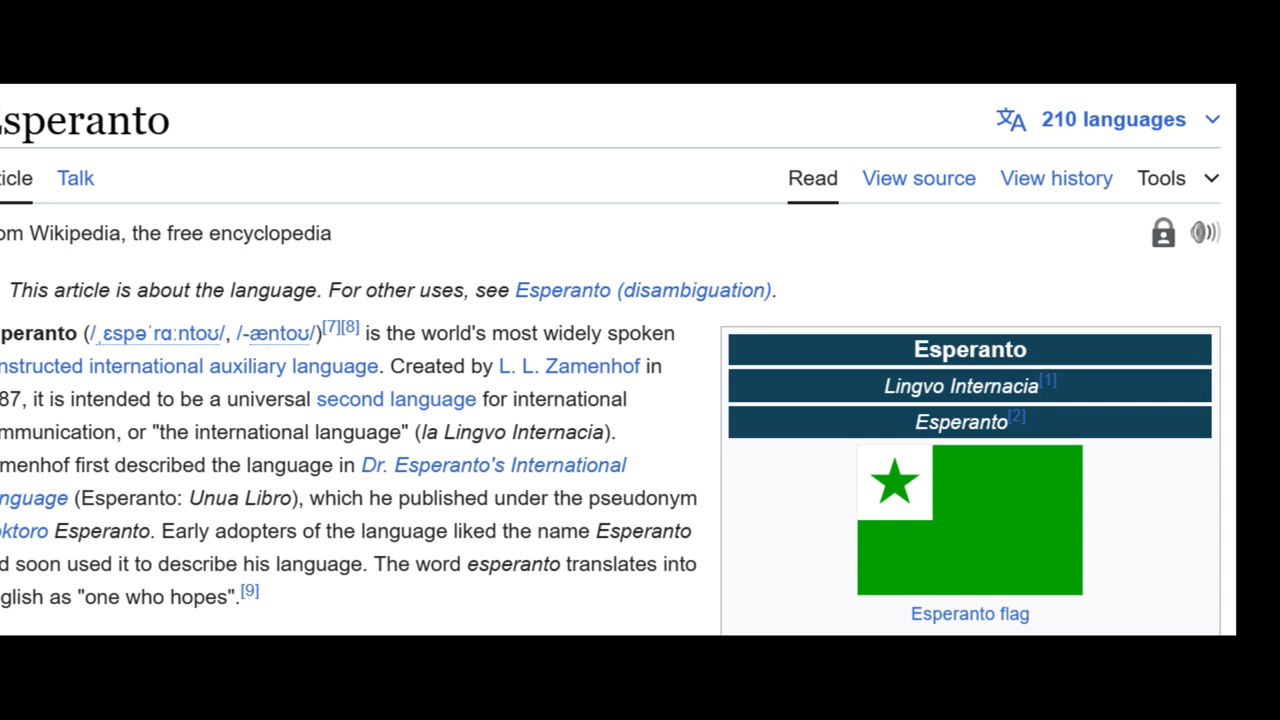 Esperanto
210 languages
ticle
Talk
Read
View source
View history
Tools
om Wikipedia, the free encyclopedia
This article is about the language. For other uses, see Esperanto (disambiguation).
peranto (/ˌɛspəˈrɑːntoʊ/, /-æntoʊ/)[7][8] is the world's most widely spoken
nstructed international auxiliary language. Created by L. L. Zamenhof in
87, it is intended to be a universal second language for international
mmunication, or "the international language" (la Lingvo Internacia).
menhof first described the language in Dr. Esperanto's International
nguage (Esperanto: Unua Libro), which he published under the pseudonym
oktoro Esperanto. Early adopters of the language liked the name Esperanto
d soon used it to describe his language. The word esperanto translates into
glish as "one who hopes".[9]
Esperanto
Lingvo Internacia[1]
Esperanto[2]
Esperanto flag